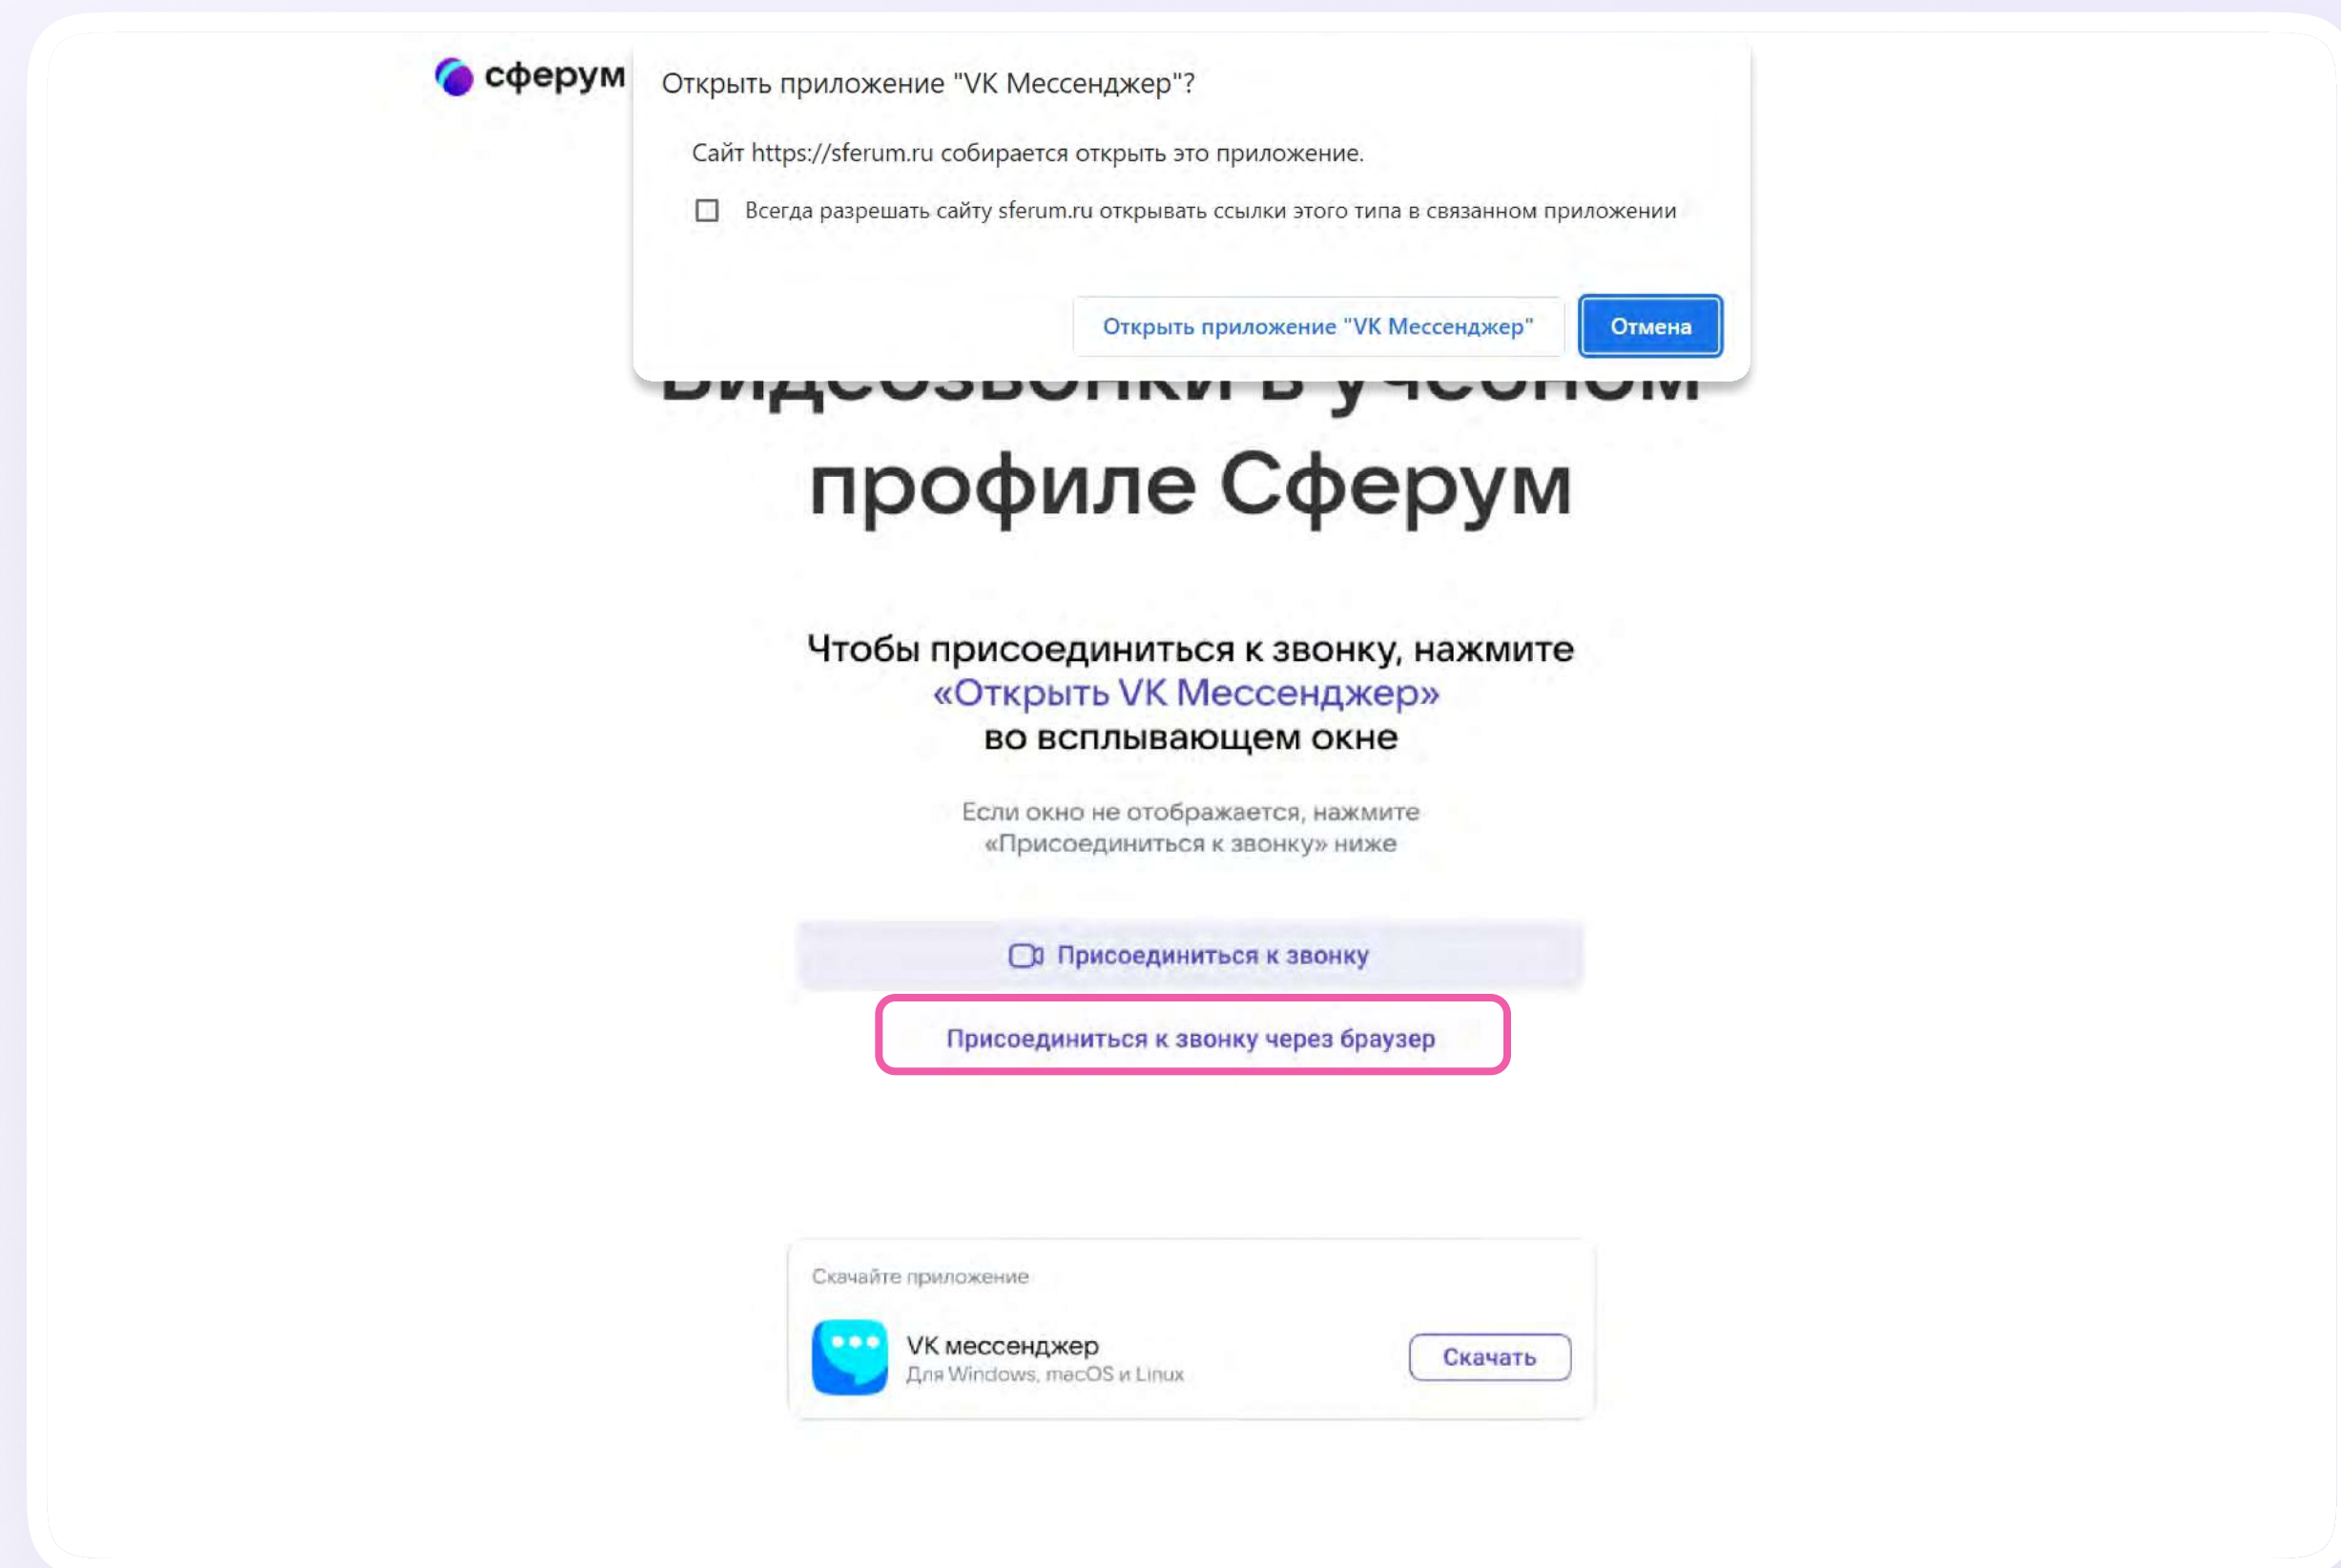 сферум
Открыть приложение "VK Мессенджер"?
Сайт https://sferum.ru собирается открыть это приложение.
Всегда разрешать сайту sferum.ru открывать ссылки этого типа в связанном приложении
Открыть приложение "VK Мессенджер"
Отмена
Видеозвонки в учебном
профиле Сферум
Чтобы присоединиться к звонку, нажмите
«Открыть VK Мессенджер»
во всплывающем окне
Если окно не отображается, нажмите
«Присоединиться к звонку» ниже
Присоединиться к звонку
Присоединиться к звонку через браузер
Скачайте приложение
VK мессенджер
Для Windows, macOS и Linux
Скачать